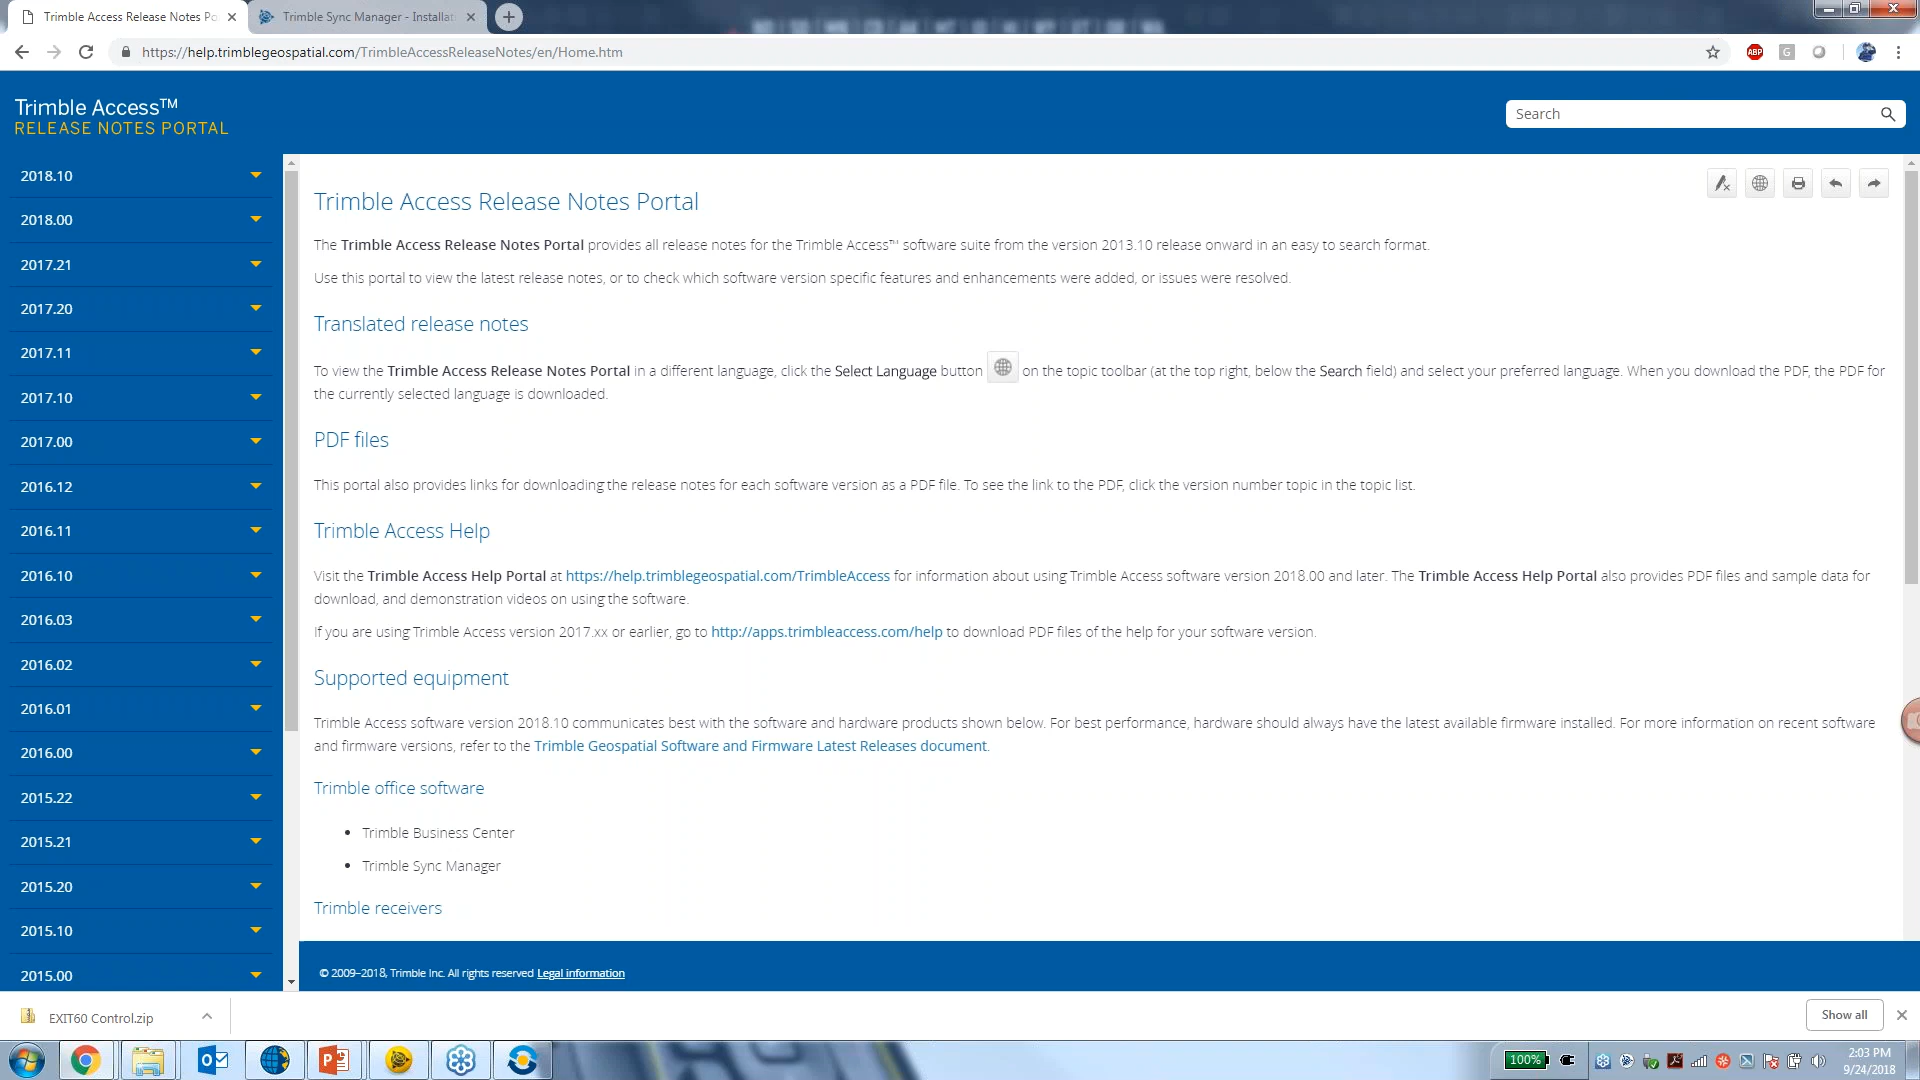 Trimble Access Release Notes Po
Trimble Sync Manager - Installat
https://help.trimblegeospatial.com/TrimbleAccessReleaseNotes/en/Home.htm
ABP
G
Trimble Access™
RELEASE NOTES PORTAL
Search
2018.10
2018.00
2017.21
2017.20
2017.11
2017.10
2017.00
2016.12
2016.11
2016.10
2016.03
2016.02
2016.01
2016.00
2015.22
2015.21
2015.20
2015.10
2015.00
Trimble Access Release Notes Portal
The Trimble Access Release Notes Portal provides all release notes for the Trimble Access™ software suite from the version 2013.10 release onward in an easy to search format.
Use this portal to view the latest release notes, or to check which software version specific features and enhancements were added, or issues were resolved.
Translated release notes
To view the Trimble Access Release Notes Portal in a different language, click the Select Language button on the topic toolbar (at the top right, below the Search field) and select your preferred language. When you download the PDF, the PDF for
the currently selected language is downloaded.
PDF files
This portal also provides links for downloading the release notes for each software version as a PDF file. To see the link to the PDF, click the version number topic in the topic list.
Trimble Access Help
Visit the Trimble Access Help Portal at https://help.trimblegeospatial.com/TrimbleAccess for information about using Trimble Access software version 2018.00 and later. The Trimble Access Help Portal also provides PDF files and sample data for
download, and demonstration videos on using the software.
If you are using Trimble Access version 2017.xx or earlier, go to http://apps.trimbleaccess.com/help to download PDF files of the help for your software version.
Supported equipment
Trimble Access software version 2018.10 communicates best with the software and hardware products shown below. For best performance, hardware should always have the latest available firmware installed. For more information on recent software
and firmware versions, refer to the Trimble Geospatial Software and Firmware Latest Releases document.
Trimble office software
• Trimble Business Center
• Trimble Sync Manager
Trimble receivers
© 2009–2018, Trimble Inc. All rights reserved Legal information
EXIT60 Control.zip
Show all
100%
2:03 PM
9/24/2018